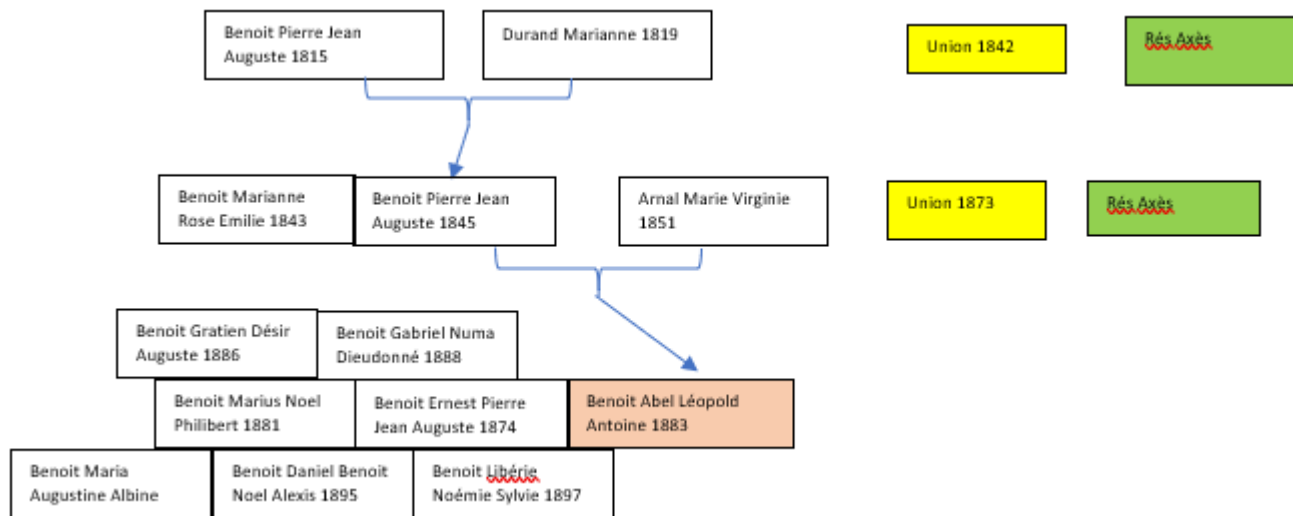 Benoit Pierre Jean
Auguste 1815
Durand Marianne 1819
Union 1842
Rés Axès
Benoit Marianne
Rose Emilie 1843
Benoit Pierre Jean
Auguste 1845
Arnal Marie Virginie
1851
Union 1873
Rés Axès
Benoit Gratien Désir
Auguste 1886
Benoit Gabriel Numa
Dieudonné 1888
Benoit Marius Noel
Philibert 1881
Benoit Ernest Pierre
Jean Auguste 1874
Benoit Abel Léopold
Antoine 1883
Benoit Maria
Augustine Albine
Benoit Daniel Benoit
Noel Alexis 1895
Benoit Libérie
Noémie Sylvie 1897